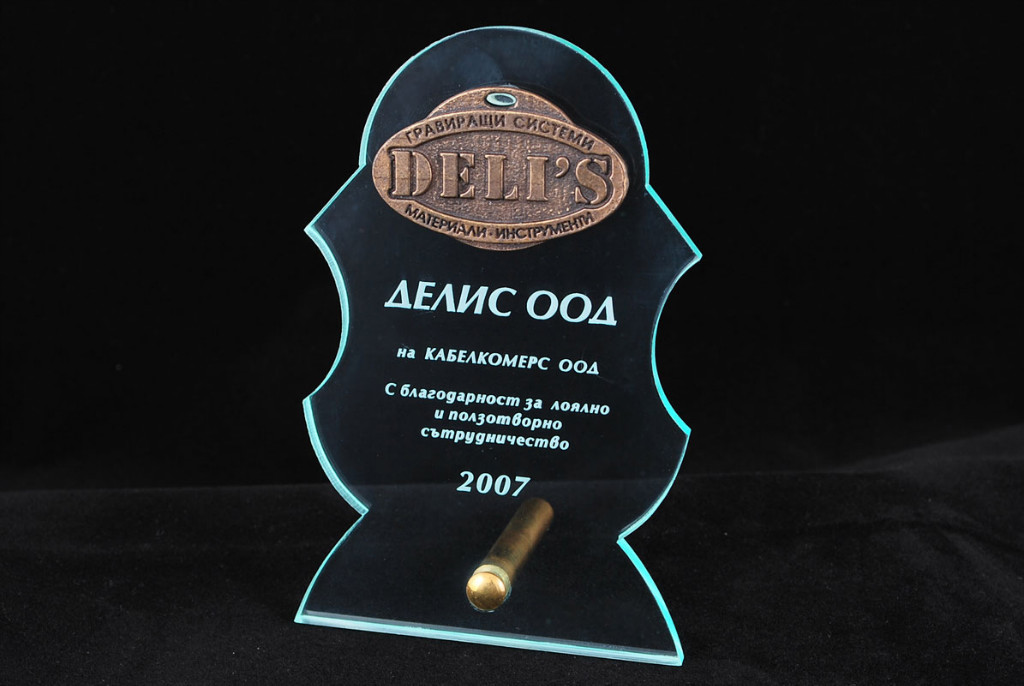 ГРАВИРАЩИ СИСТЕМИ
DELI'S
МАТЕРИАЛИ-ИНСТРУМЕНТИ
ДЕЛИС ООД
на КАБЕЛКОМЕРС ООД
С благодарност за лоялно
и ползотворно
сътрудничество
2007